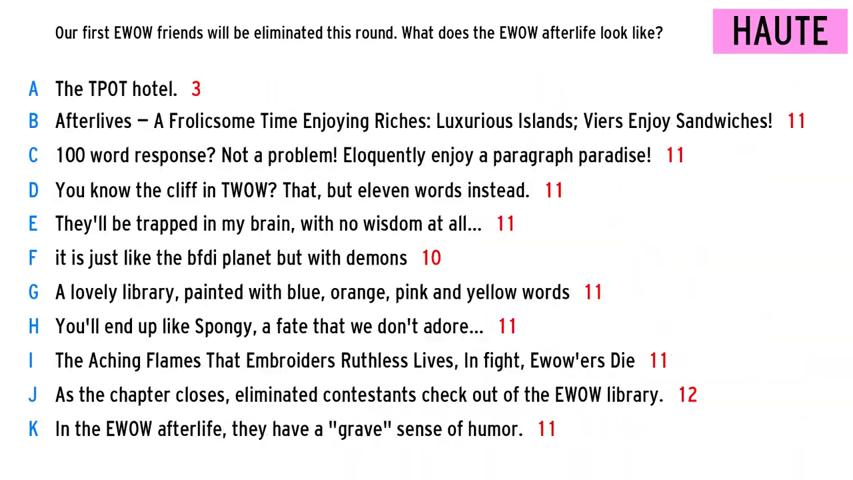 Our first EWOW friends will be eliminated this round. What does the EWOW afterlife look like?
HAUTE
A The TPOT hotel. 3
B Afterlives – A Frolicsome Time Enjoying Riches: Luxurious Islands; Viers Enjoy Sandwiches! 11
C 100 word response? Not a problem! Eloquently enjoy a paragraph paradise! 11
D You know the cliff in TWOW? That, but eleven words instead. 11
E They'll be trapped in my brain, with no wisdom at all... 11
F it is just like the bfdi planet but with demons 10
G A lovely library, painted with blue, orange, pink and yellow words 11
H You'll end up like Spongy, a fate that we don't adore... 11
I The Aching Flames That Embroiders Ruthless Lives, In fight, Ewow'ers Die 11
J As the chapter closes, eliminated contestants check out of the EWOW library. 12
K In the EWOW afterlife, they have a "grave" sense of humor. 11